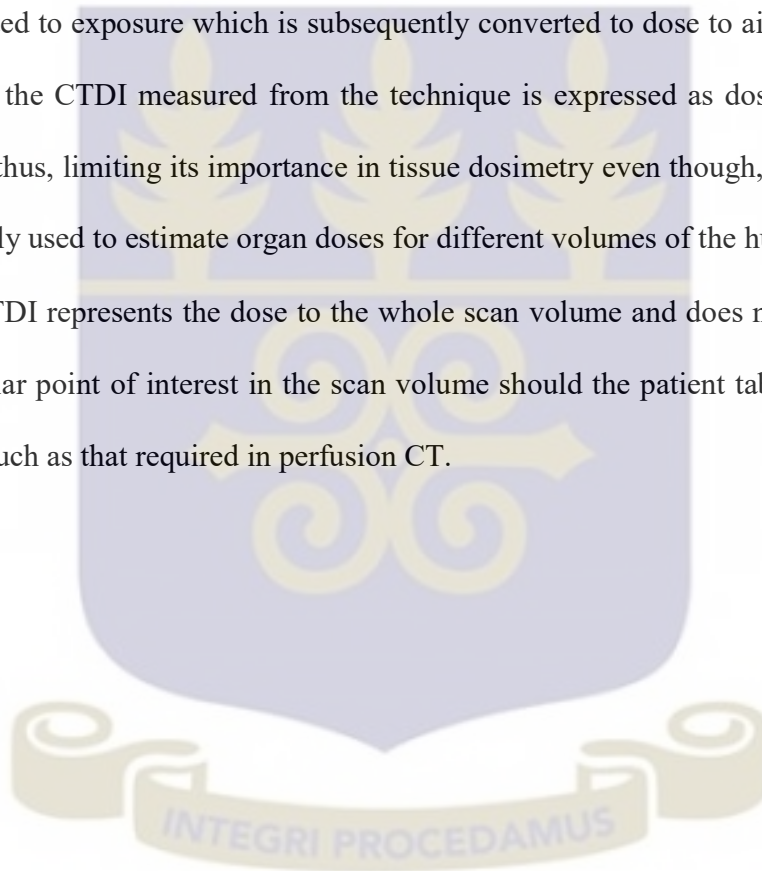 ed to exposure which is subsequently converted to dose to ai
the CTDI measured from the technique is expressed as dos
thus, limiting its importance in tissue dosimetry even though,
ly used to estimate organ doses for different volumes of the h
TDI represents the dose to the whole scan volume and does n
ar point of interest in the scan volume should the patient tab
uch as that required in perfusion CT.
INTEGRI PROCEDAMUS